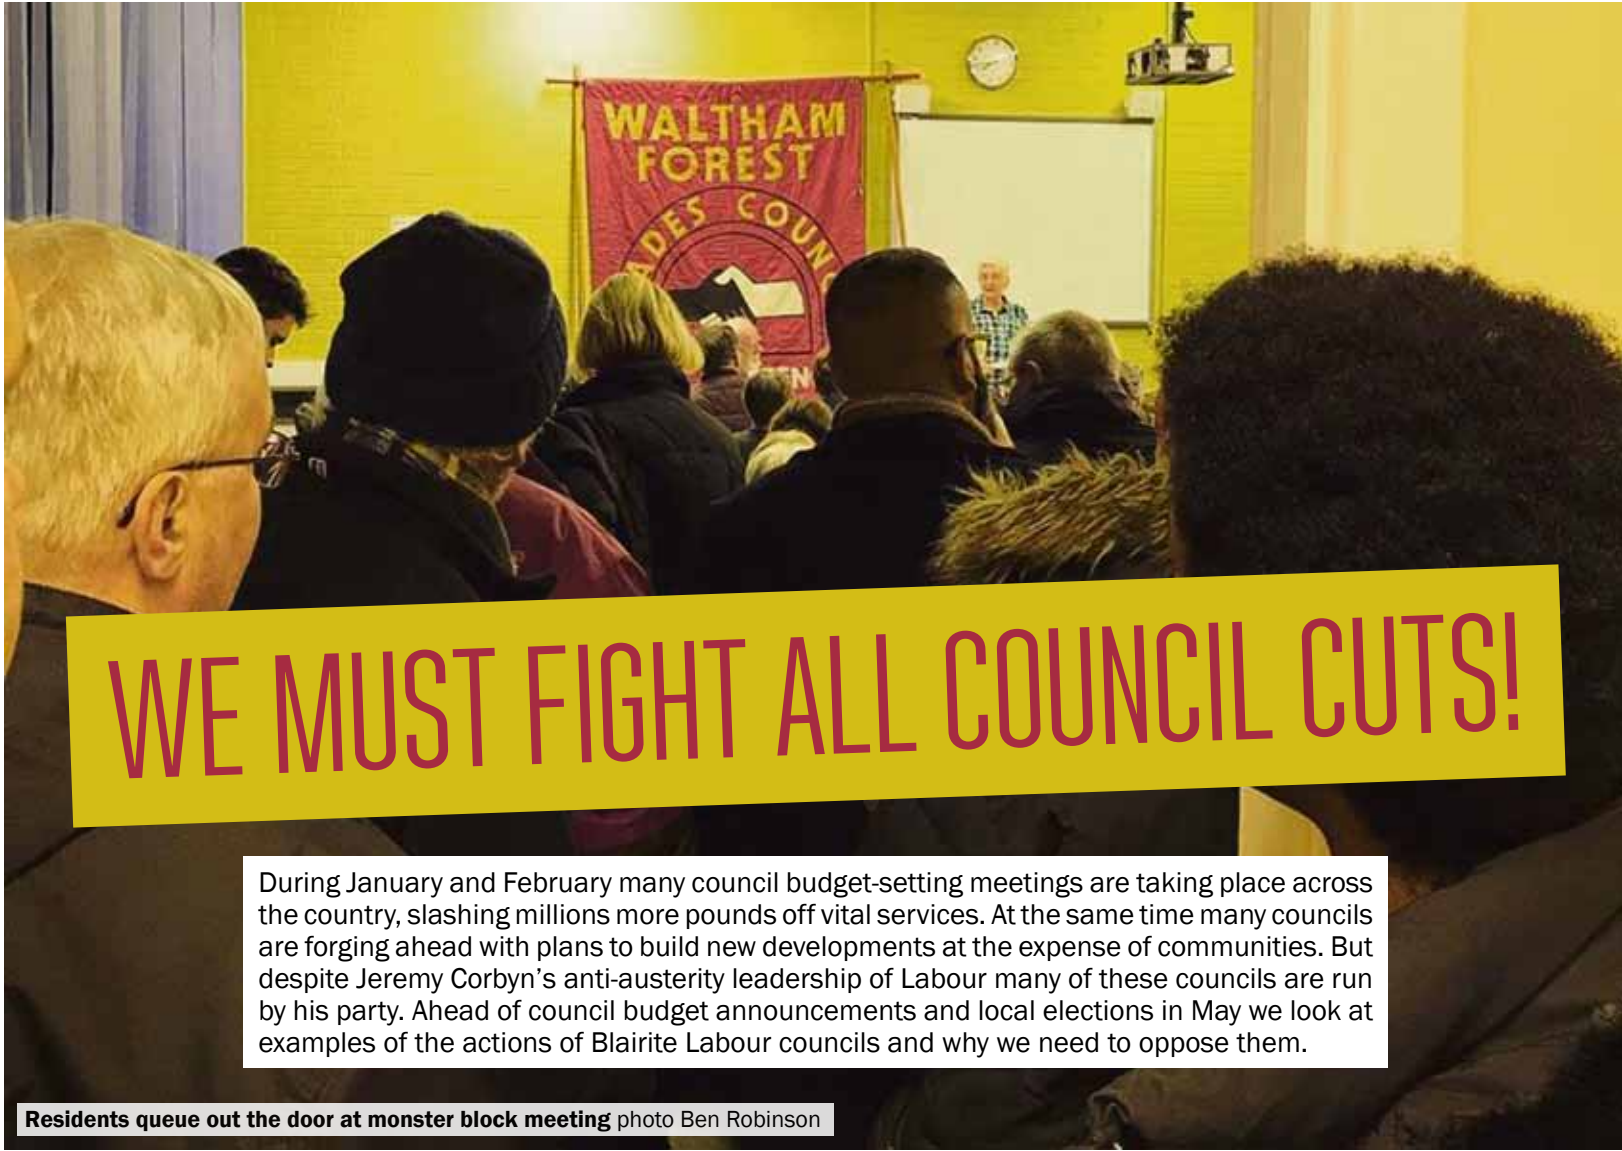 WALTHAM
FOREST
COUN
WE MUST FIGHT ALL COUNCIL CUTS!
During January and February many council budget-setting meetings are taking place across
the country, slashing millions more pounds off vital services. At the same time many councils
are forging ahead with plans to build new developments at the expense of communities. But
despite Jeremy Corbyn’s anti-austerity leadership of Labour many of these councils are run
by his party. Ahead of council budget announcements and local elections in May we look at
examples of the actions of Blairite Labour councils and why we need to oppose them.
Residents queue out the door at monster block meeting photo Ben Robinson